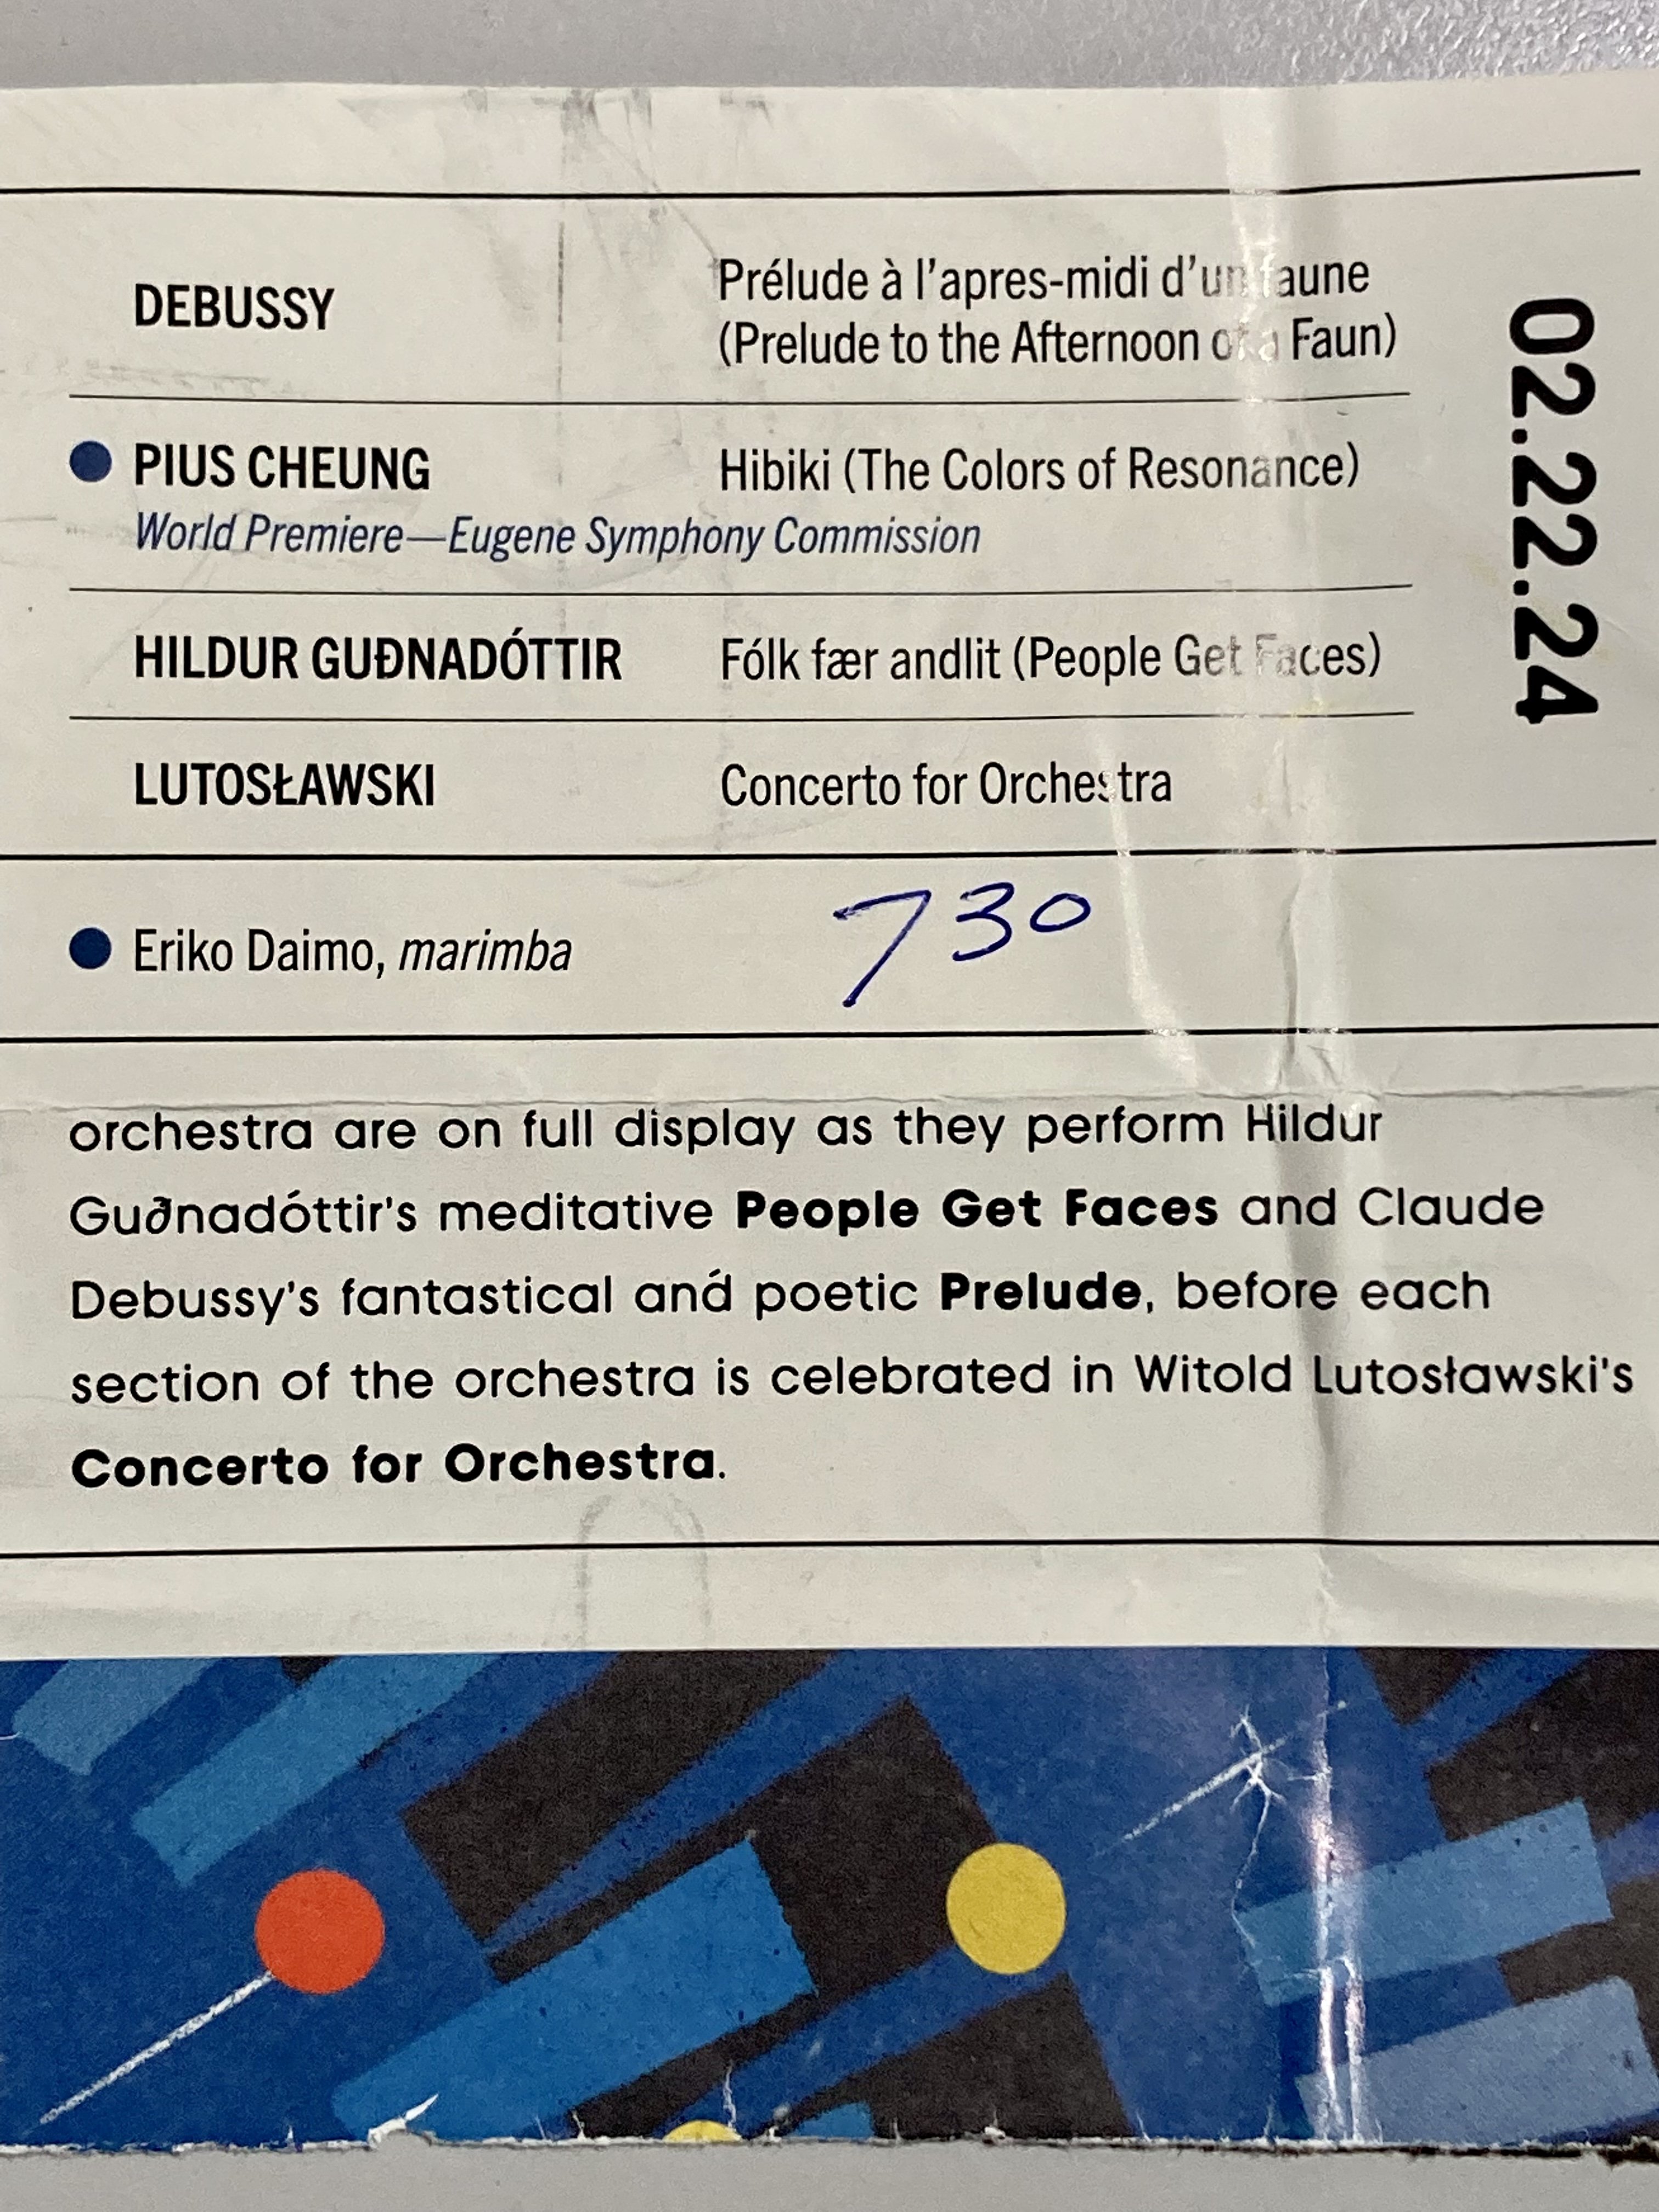 DEBUSSY
Prélude à l'apres-midi d'un faune
(Prelude to the Afternoon of a Faun)
PIUS CHEUNG
Hibiki (The Colors of Resonance)
World Premiere—Eugene Symphony Commission
HILDUR GUÐNADÓTTIR
Fólk fær andlit (People Get Faces)
LUTOSŁAWSKI
Concerto for Orchestra
02.22.24
Eriko Daimo, marimba
730
orchestra are on full display as they perform Hildur
Guðnadóttir's meditative People Get Faces and Claude
Debussy's fantastical and poetic Prelude, before each
section of the orchestra is celebrated in Witold Lutosławski's
Concerto for Orchestra.